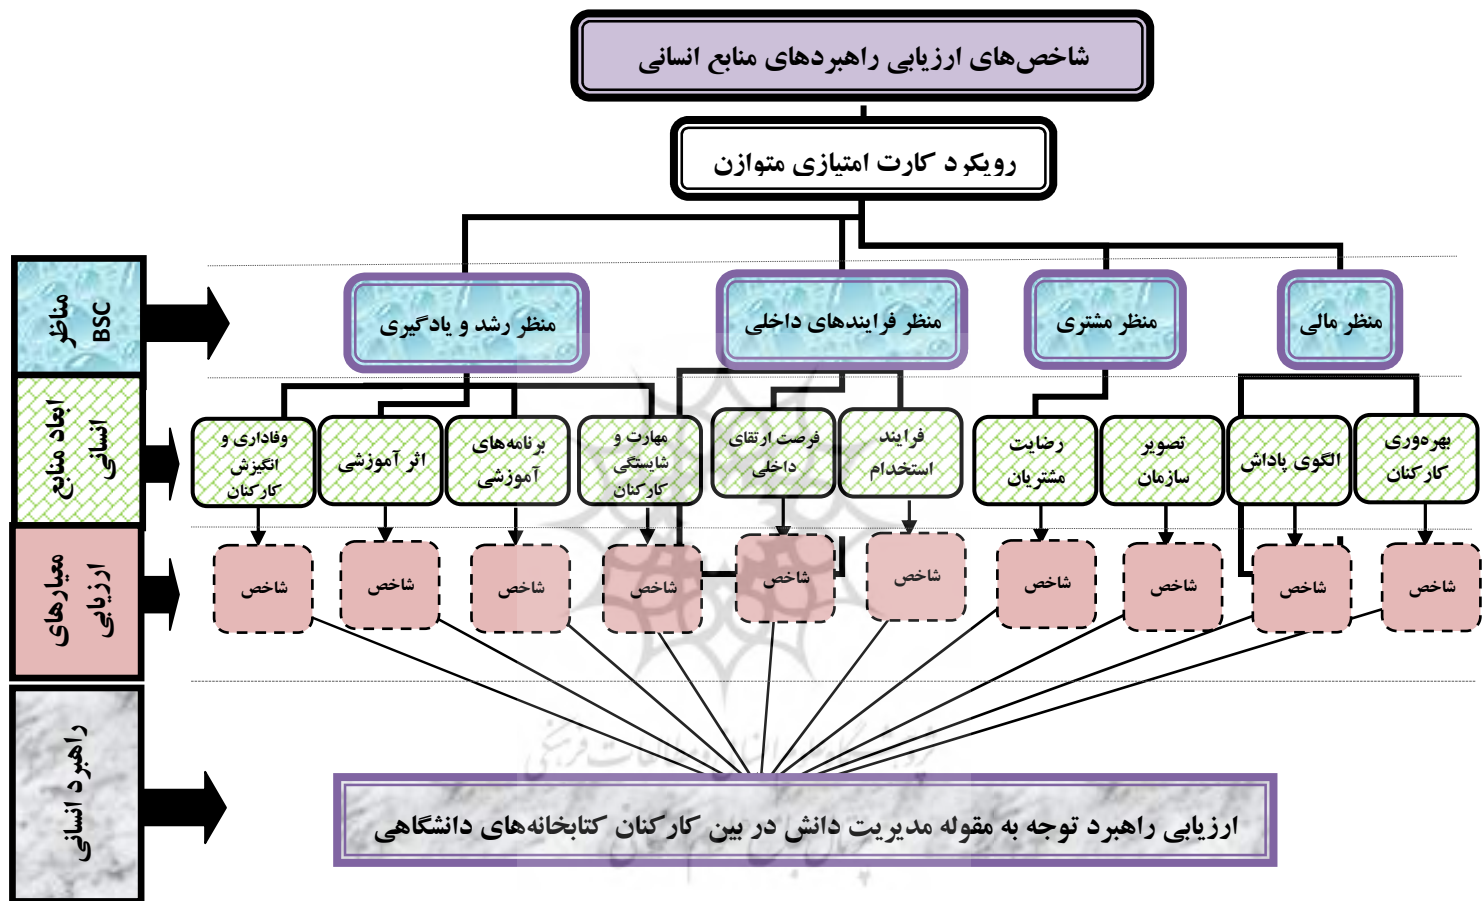 شاخص‌های ارزیابی راهبردهای منابع انسانی
رویکرد کارت امتیازی متوازن
مناظر
BSC
منظر مالی
منظر مشتری
منظر فرایندهای داخلی
منظر رشد و یادگیری
ابعاد منابع
انسانی
بهره‌وری
کارکنان
الگوی پاداش
تصویر
سازمان
رضایت
مشتریان
فرایند
استخدام
فرصت ارتقای
داخلی
مهارت و
شایستگی
کارکنان
برنامه‌های
آموزشی
اثر آموزشی
وفاداری و
انگیزش
کارکنان
معیارهای
ارزیابی
شاخص
شاخص
شاخص
شاخص
شاخص
شاخص
شاخص
شاخص
شاخص
شاخص
راهبرد انسانی
ارزیابی راهبرد توجه به مقوله مدیریت دانش در بین کارکنان کتابخانه‌های دانشگاهی